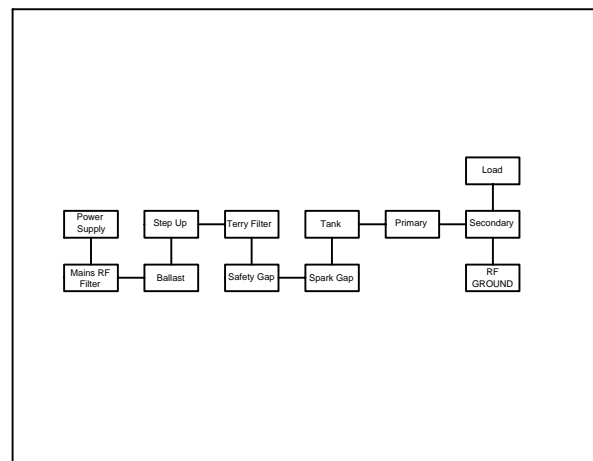 Load
Power
Supply
Step Up
Terry Filter
Tank
Primary
Secondary
Mains RF
Filter
Ballast
Safety Gap
Spark Gap
RF
GROUND